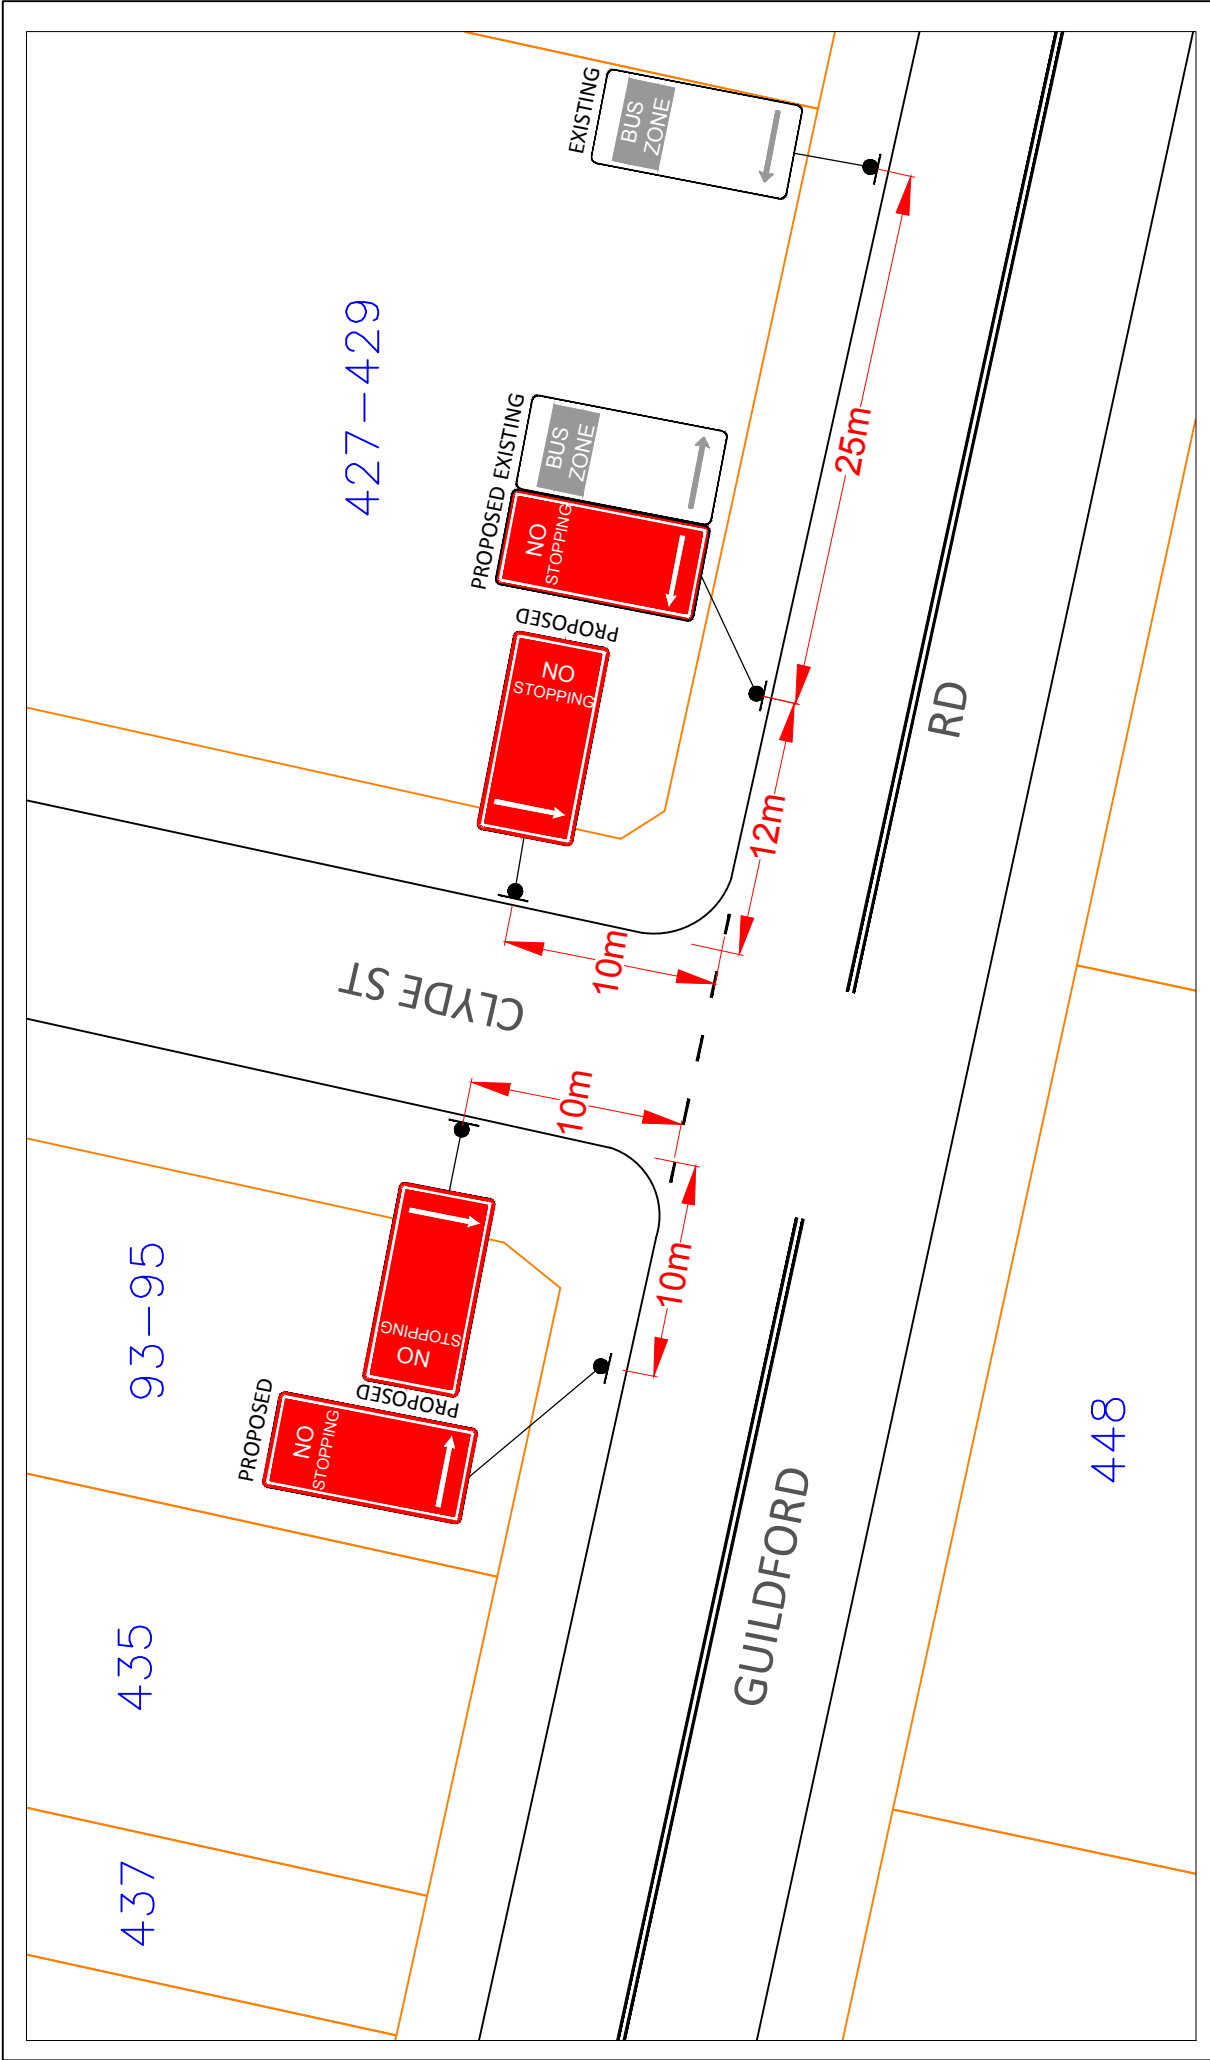 EXISTING
BUS
ZONE
427-429
PROPOSED
EXISTING
BUS
ZONE
NO
STOPPING
25m
PROPOSED
NO
STOPPING
RD
12m
10m
CLYDE ST
10m
10m
93-95
NO
STOPPING
PROPOSED
PROPOSED
NO
STOPPING
448
GUILDFORD
435
437